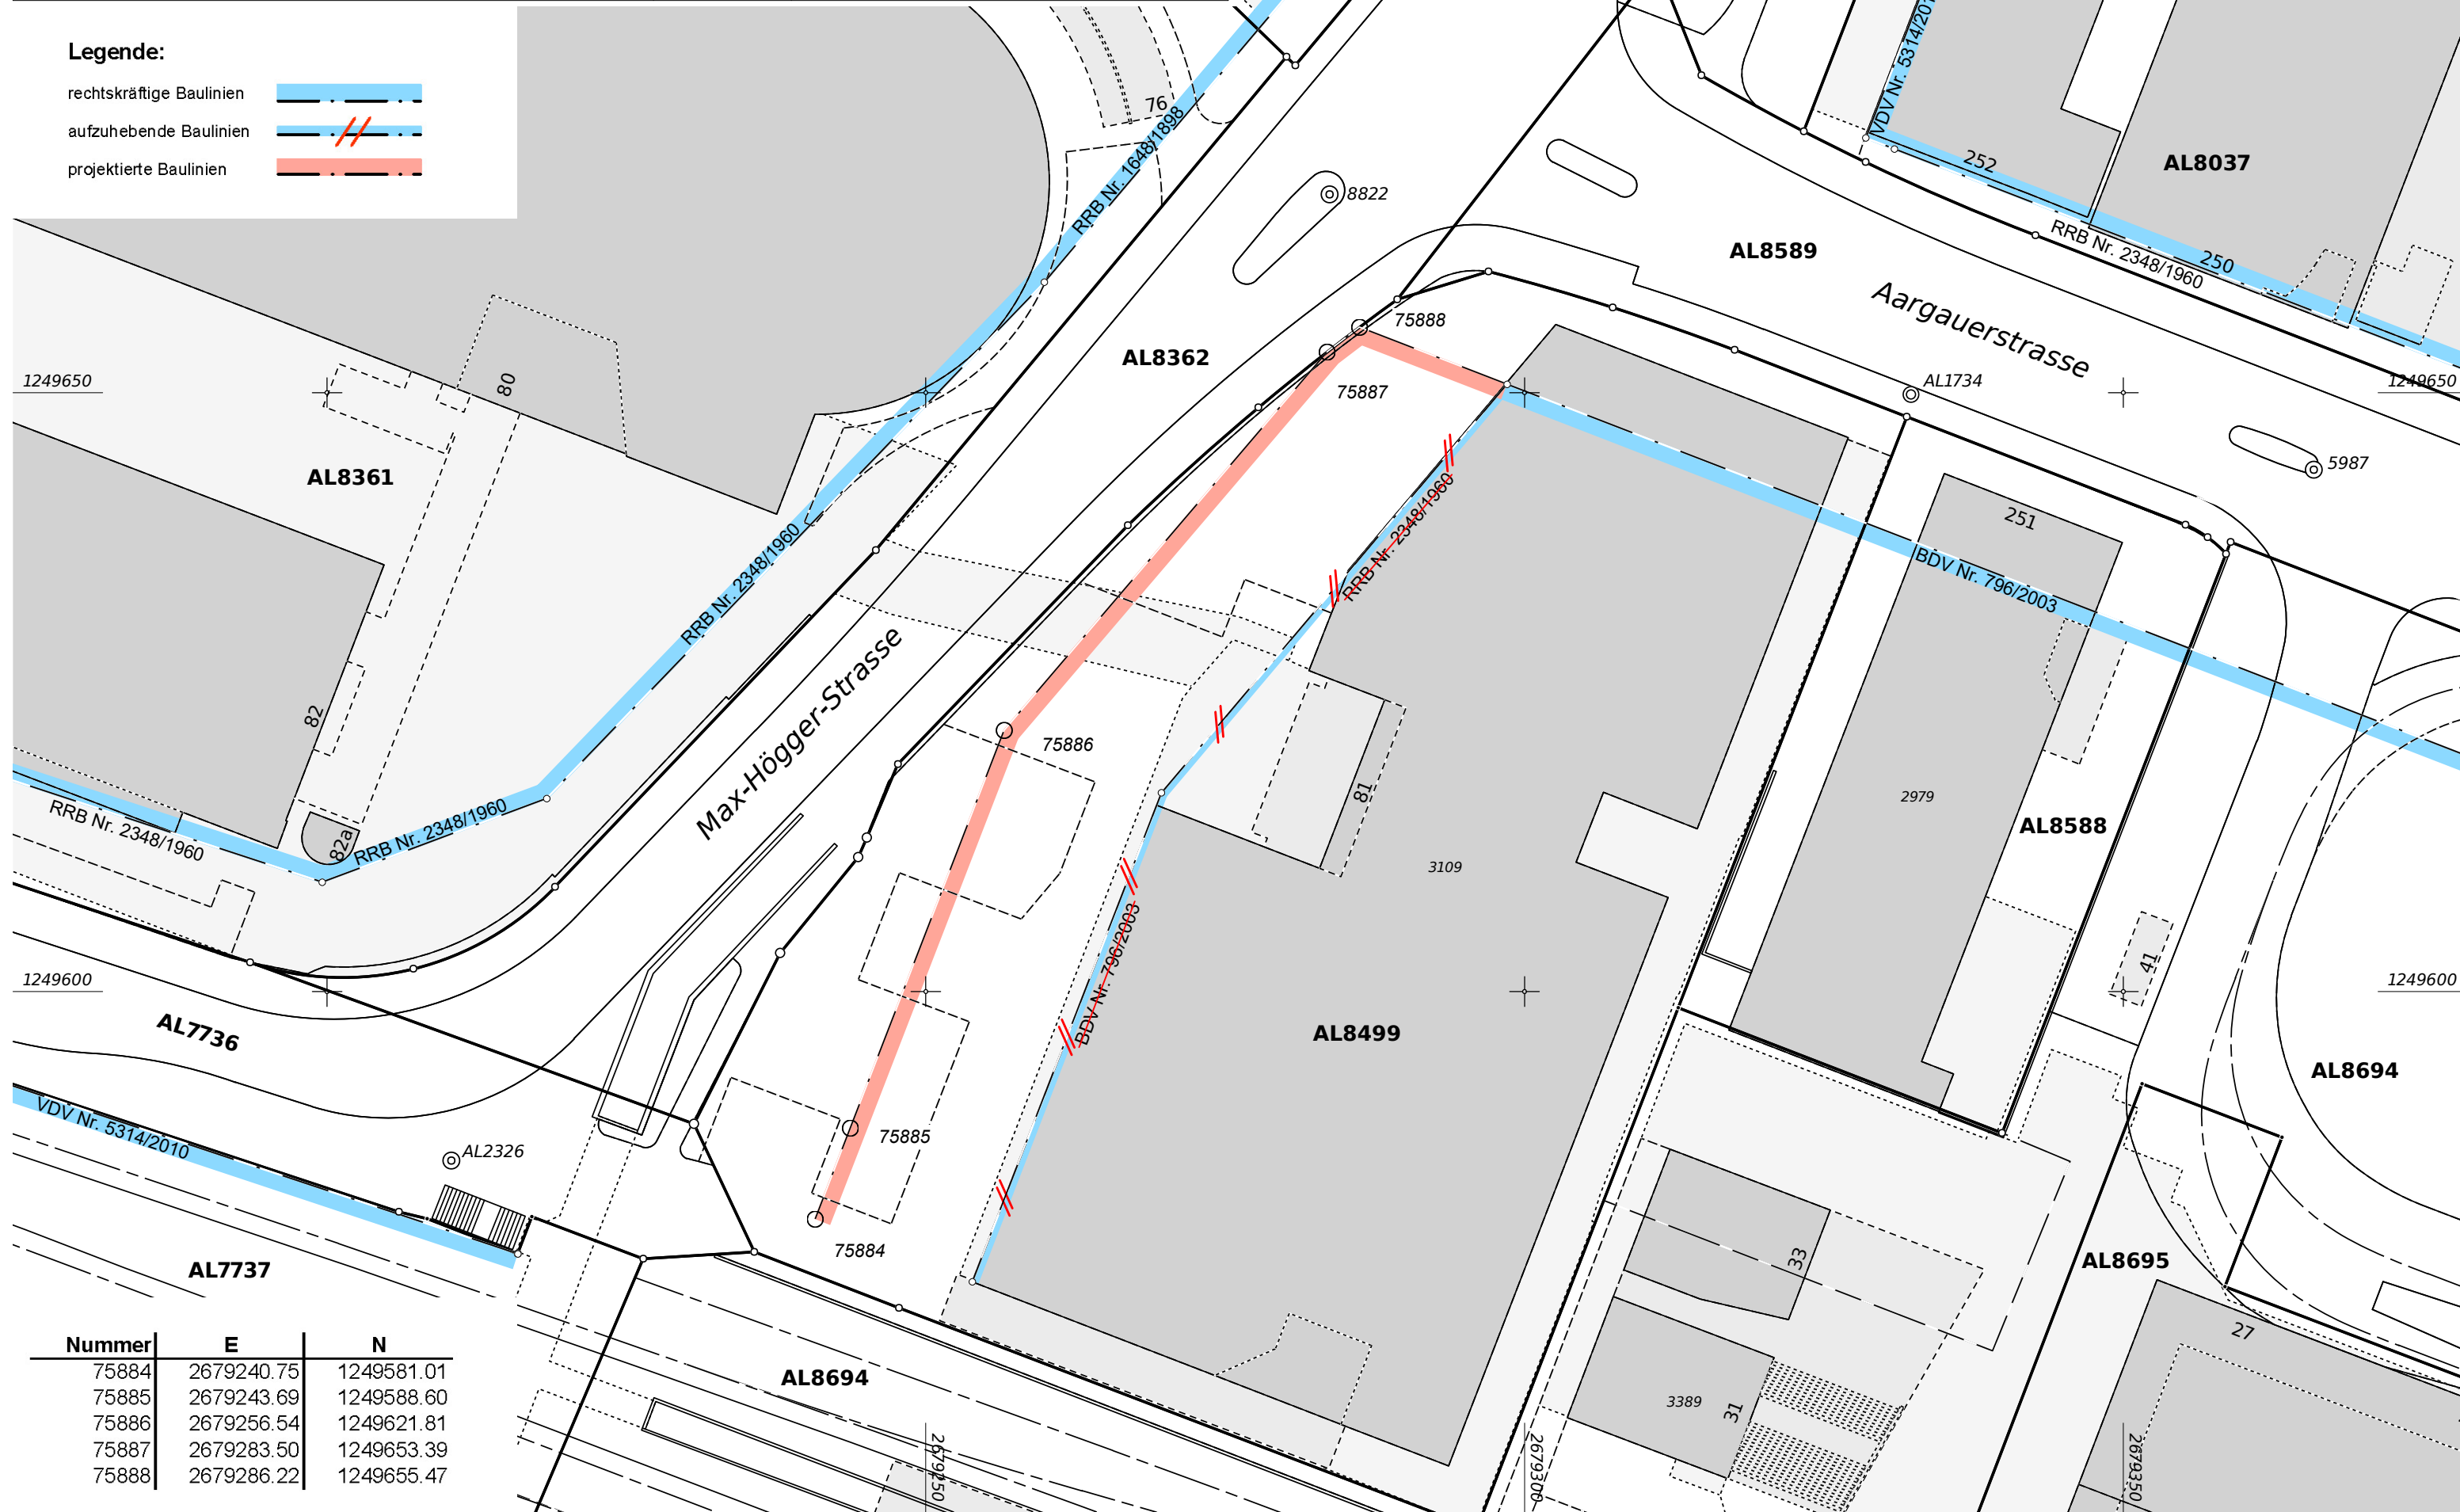 Legende:
rechtskräftige Baulinien
aufzuhebende Baulinien
projektierte Baulinien
76
RRB Nr. 1648/1898
8822
VDV Nr. 5314/201
252
AL8037
AL8589
RRB Nr. 2348/1960
250
Aargauerstrasse
75888
AL8362
1249650
80
75887
AL1734
1249650
AL8361
5987
RRB Nr. 2348/1960
251
RRB Nr. 2348/1960
BDV Nr. 796/2003
Max-Högger-Strasse
82
75886
81
2979
RRB Nr. 2348/1960
82a
RRB Nr. 2348/1960
AL8588
3109
BDV Nr. 796/2003
41
1249600
1249600
AL7736
AL8499
AL8694
VDV Nr. 5314/2010
75885
AL2326
75884
33
AL8695
AL7737
27
Nummer E N
75884 2679240.75 1249581.01
75885 2679243.69 1249588.60
75886 2679256.54 1249621.81
75887 2679283.50 1249653.39
75888 2679286.22 1249655.47
AL8694
3389
31
2679250
2679300
2679350